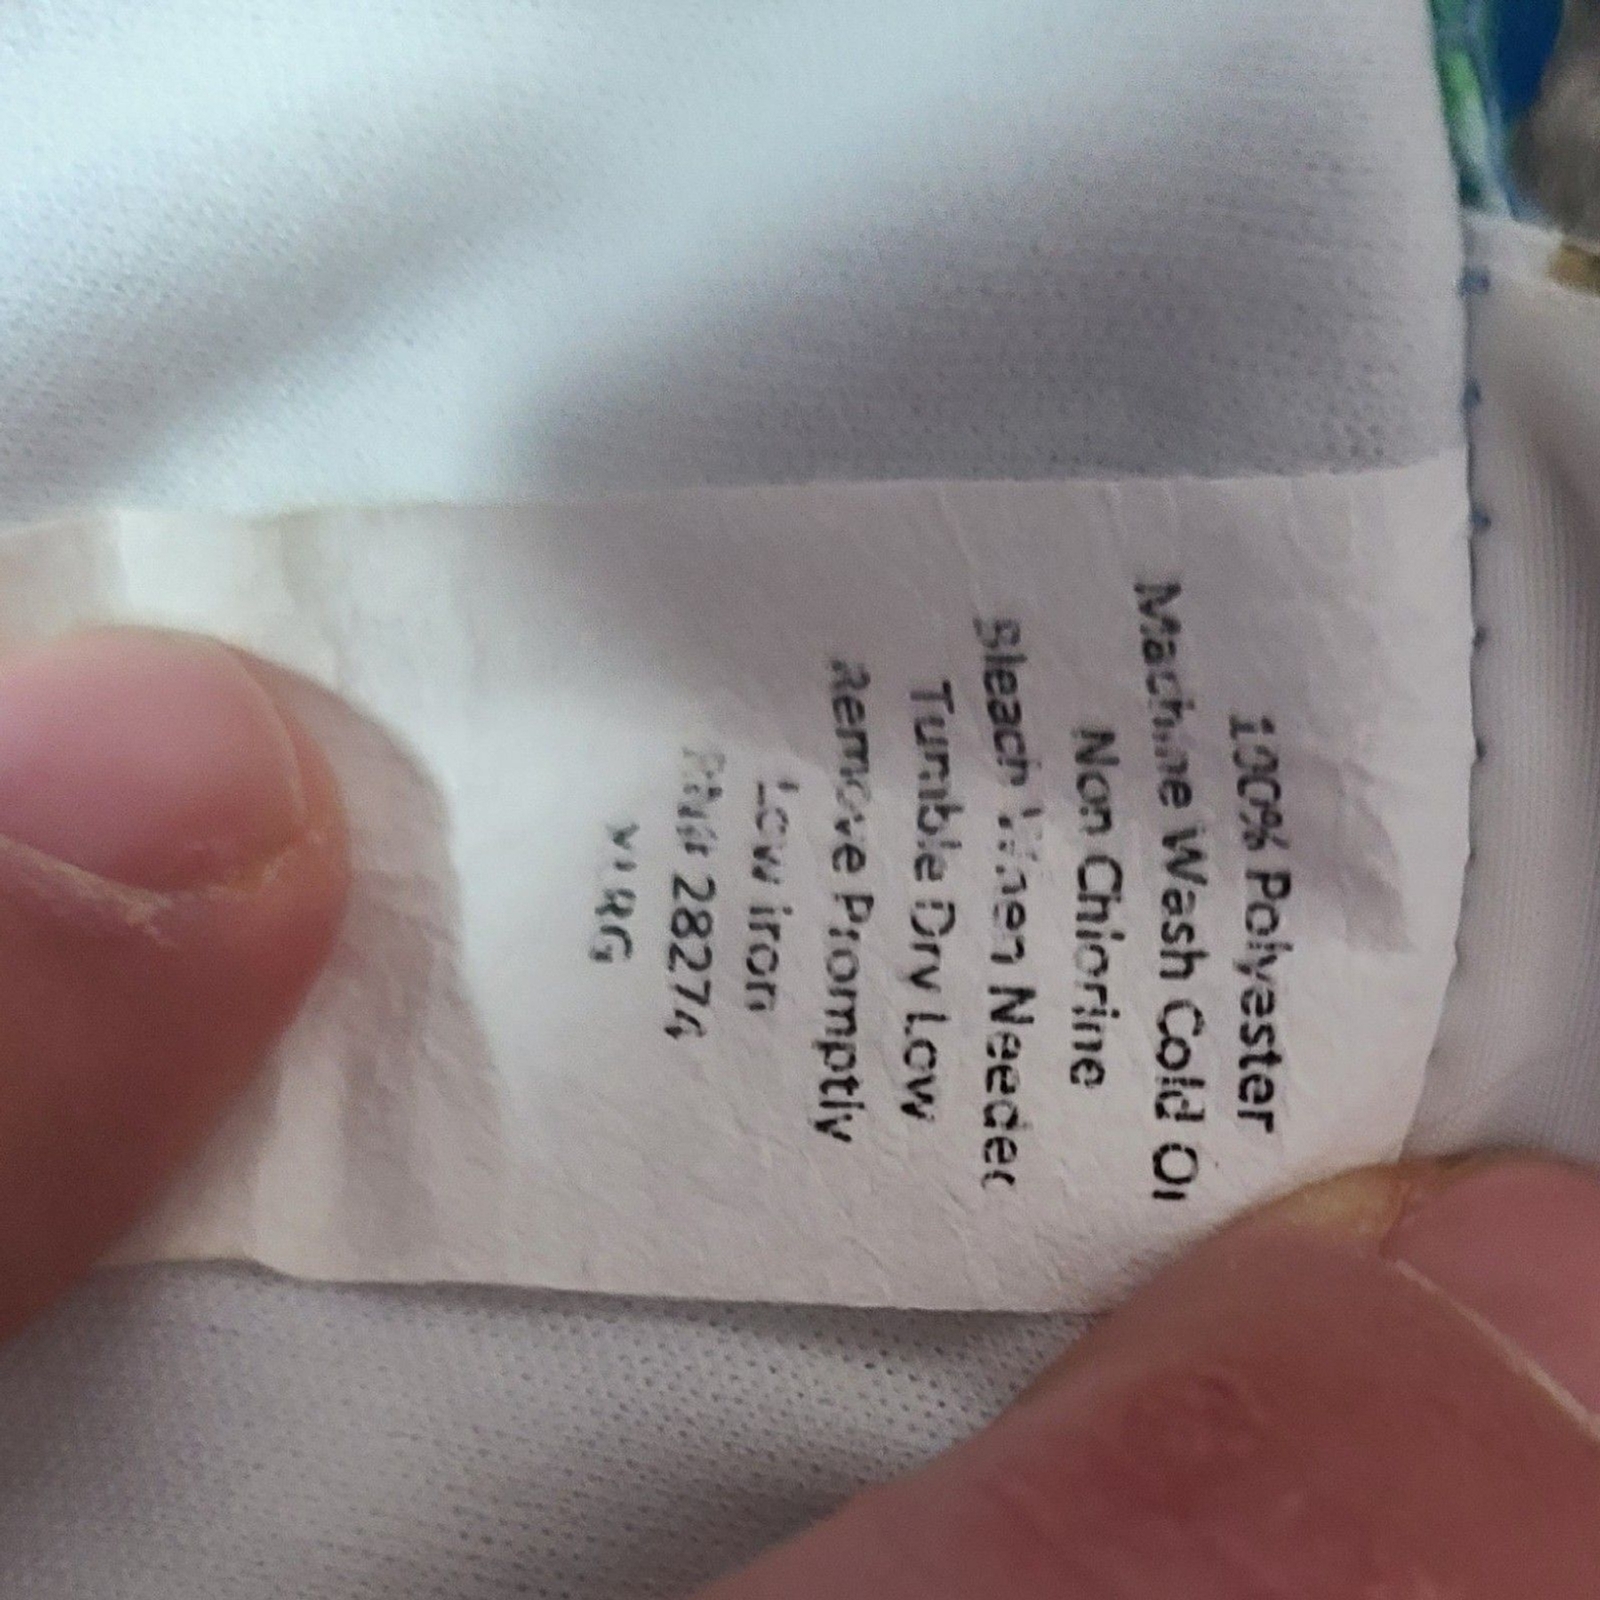 100% Polyester
Machine Wash Cold
Non Chlorine
Bleach When Needed
Tumble Dry Low
Remove Promptly
Low iron
RN# 28274